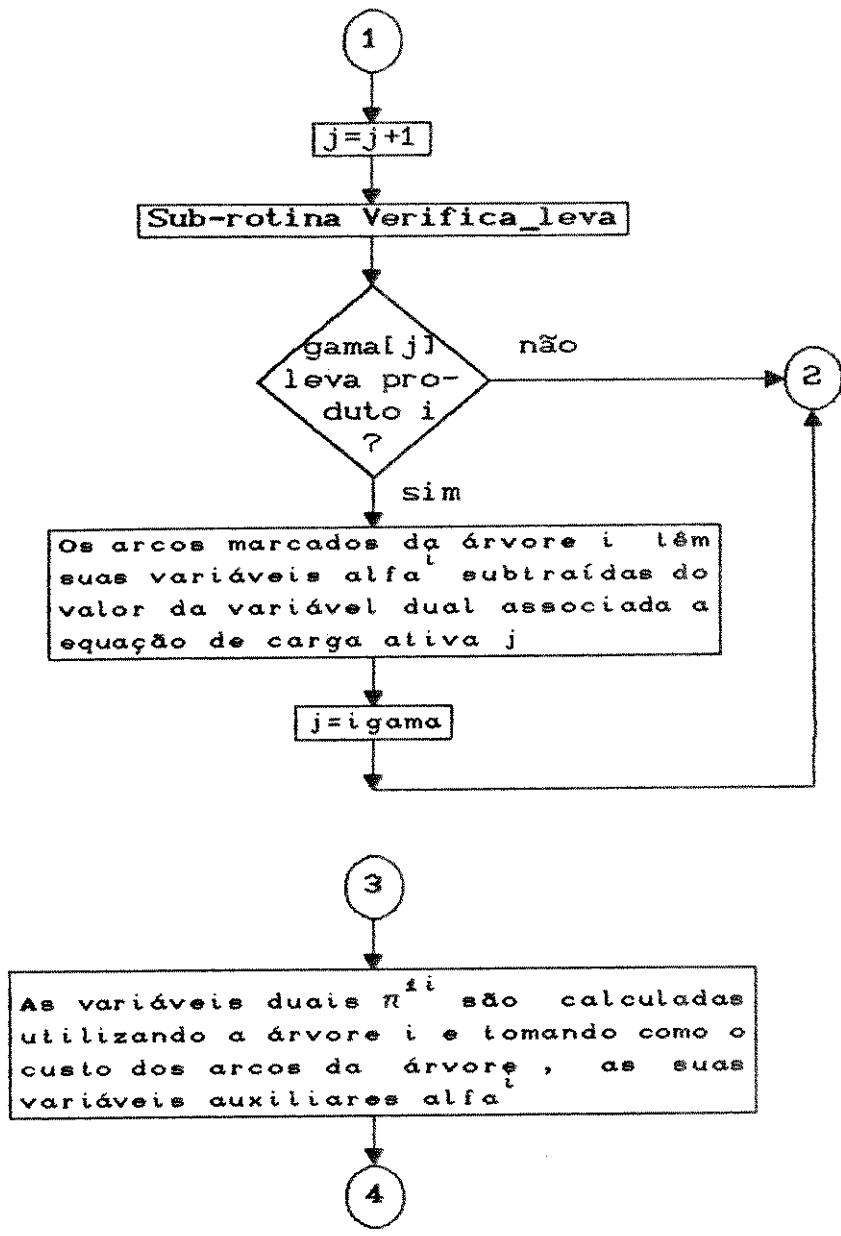 1
j=j+1
Sub-rotina Verifica_leva
gama[j]
leva pro-
duto i
?
não
2
sim
Os arcos marcados da árvore i têm
suas variáveis alfa^i subtraídas do
valor da variável dual associada a
equação de carga ativa j
j=igama
3
As variáveis duais π^{1i} são calculadas
utilizando a árvore i e tomando como o
custo dos arcos da árvore , as suas
variáveis auxiliares alfa^i
4